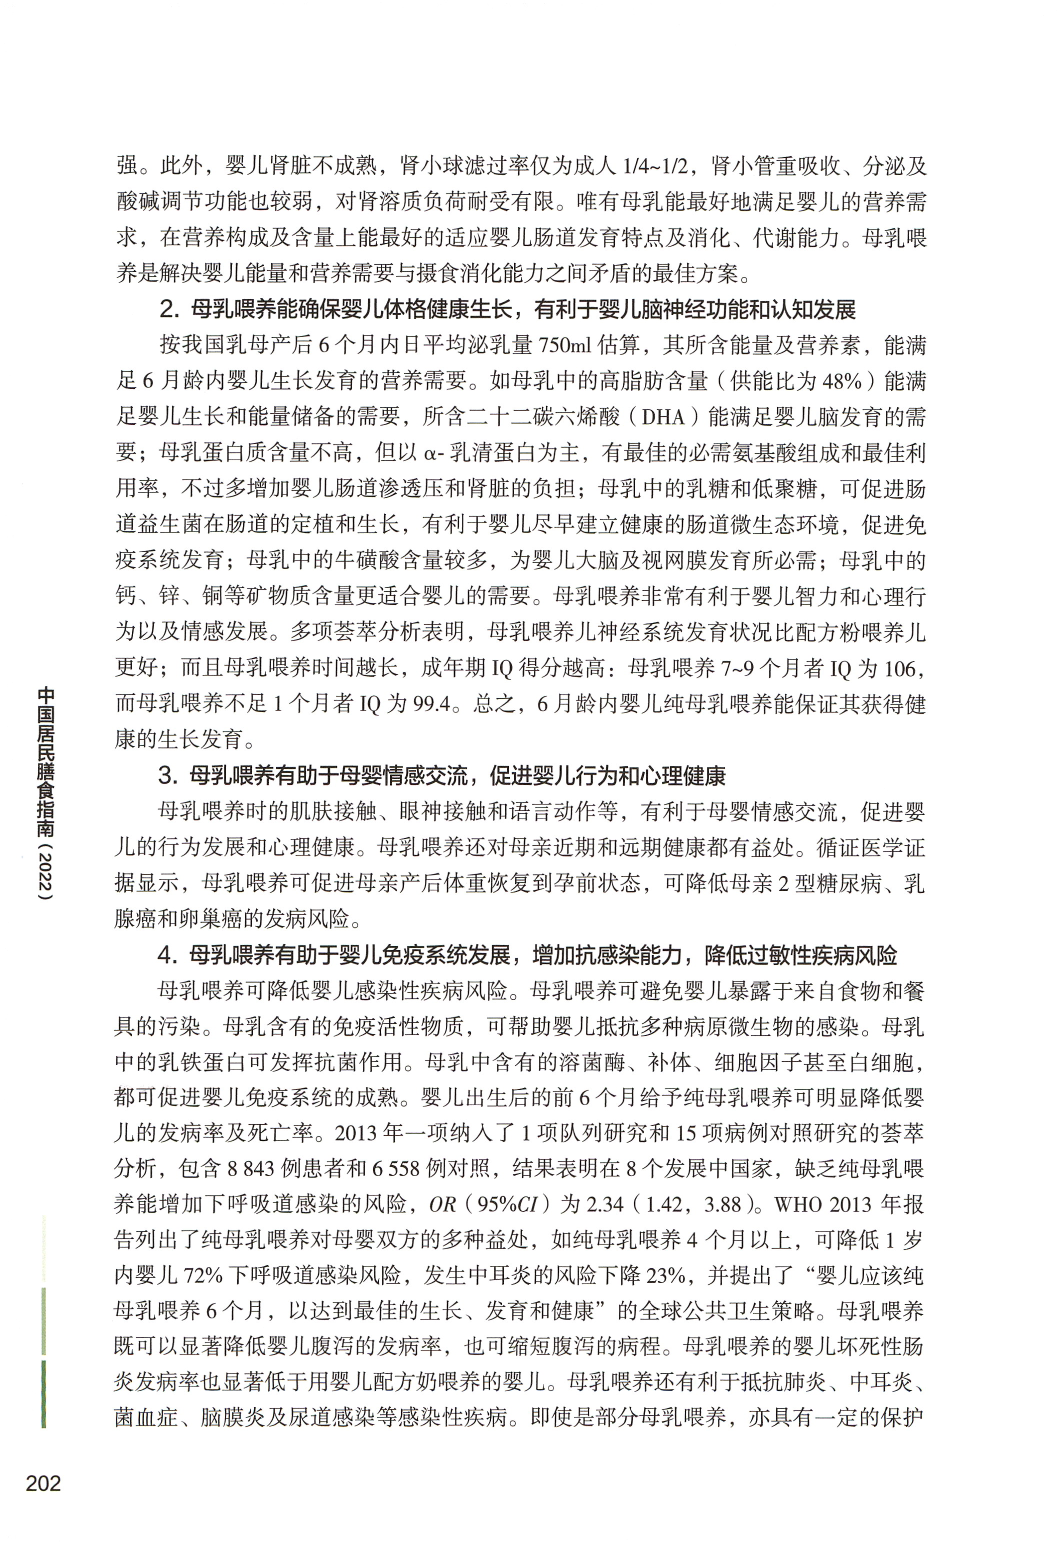 强。此外，婴儿肾脏不成熟，肾小球滤过率仅为成人 1/4~1/2，肾小管重吸收、分泌及
酸碱调节功能也较弱，对肾溶质负荷耐受有限。唯有母乳能最好地满足婴儿的营养需
求，在营养构成及含量上能最好的适应婴儿肠道发育特点及消化、代谢能力。母乳喂
养是解决婴儿能量和营养需要与摄食消化能力之间矛盾的最佳方案。
2. 母乳喂养能确保婴儿体格健康生长，有利于婴儿脑神经功能和认知发展
按我国乳母产后 6 个月内日平均泌乳量 750ml 估算，其所含能量及营养素，能满
足 6 月龄内婴儿生长发育的营养需要。如母乳中的高脂肪含量（供能比为 48%）能满
足婴儿生长和能量储备的需要，所含二十二碳六烯酸（DHA）能满足婴儿脑发育的需
要；母乳蛋白质含量不高，但以 α- 乳清蛋白为主，有最佳的必需氨基酸组成和最佳利
用率，不过多增加婴儿肠道渗透压和肾脏的负担；母乳中的乳糖和低聚糖，可促进肠
道益生菌在肠道的定植和生长，有利于婴儿尽早建立健康的肠道微生态环境，促进免
疫系统发育；母乳中的牛磺酸含量较多，为婴儿大脑及视网膜发育所必需；母乳中的
钙、锌、铜等矿物质含量更适合婴儿的需要。母乳喂养非常有利于婴儿智力和心理行
为以及情感发展。多项荟萃分析表明，母乳喂养儿神经系统发育状况比配方粉喂养儿
更好；而且母乳喂养时间越长，成年期 IQ 得分越高：母乳喂养 7~9 个月者 IQ 为 106，
而母乳喂养不足 1 个月者 IQ 为 99.4。总之，6 月龄内婴儿纯母乳喂养能保证其获得健
康的生长发育。
3. 母乳喂养有助于母婴情感交流，促进婴儿行为和心理健康
母乳喂养时的肌肤接触、眼神接触和语言动作等，有利于母婴情感交流，促进婴
儿的行为发展和心理健康。母乳喂养还对母亲近期和远期健康都有益处。循证医学证
据显示，母乳喂养可促进母亲产后体重恢复到孕前状态，可降低母亲 2 型糖尿病、乳
腺癌和卵巢癌的发病风险。
4. 母乳喂养有助于婴儿免疫系统发展，增加抗感染能力，降低过敏性疾病风险
母乳喂养可降低婴儿感染性疾病风险。母乳喂养可避免婴儿暴露于来自食物和餐
具的污染。母乳含有的免疫活性物质，可帮助婴儿抵抗多种病原微生物的感染。母乳
中的乳铁蛋白可发挥抗菌作用。母乳中含有的溶菌酶、补体、细胞因子甚至白细胞，
都可促进婴儿免疫系统的成熟。婴儿出生后的前 6 个月给予纯母乳喂养可明显降低婴
儿的发病率及死亡率。2013 年一项纳入了 1 项队列研究和 15 项病例对照研究的荟萃
分析，包含 8 843 例患者和 6 558 例对照，结果表明在 8 个发展中国家，缺乏纯母乳喂
养能增加下呼吸道感染的风险，OR（95%CI）为 2.34（1.42，3.88）。WHO 2013 年报
告列出了纯母乳喂养对母婴双方的多种益处，如纯母乳喂养 4 个月以上，可降低 1 岁
内婴儿 72% 下呼吸道感染风险，发生中耳炎的风险下降 23%，并提出了“婴儿应该纯
母乳喂养 6 个月，以达到最佳的生长、发育和健康”的全球公共卫生策略。母乳喂养
既可以显著降低婴儿腹泻的发病率，也可缩短腹泻的病程。母乳喂养的婴儿坏死性肠
炎发病率也显著低于用婴儿配方奶喂养的婴儿。母乳喂养还有利于抵抗肺炎、中耳炎、
菌血症、脑膜炎及尿道感染等感染性疾病。即使是部分母乳喂养，亦具有一定的保护
中国居民膳食指南（2022）
202